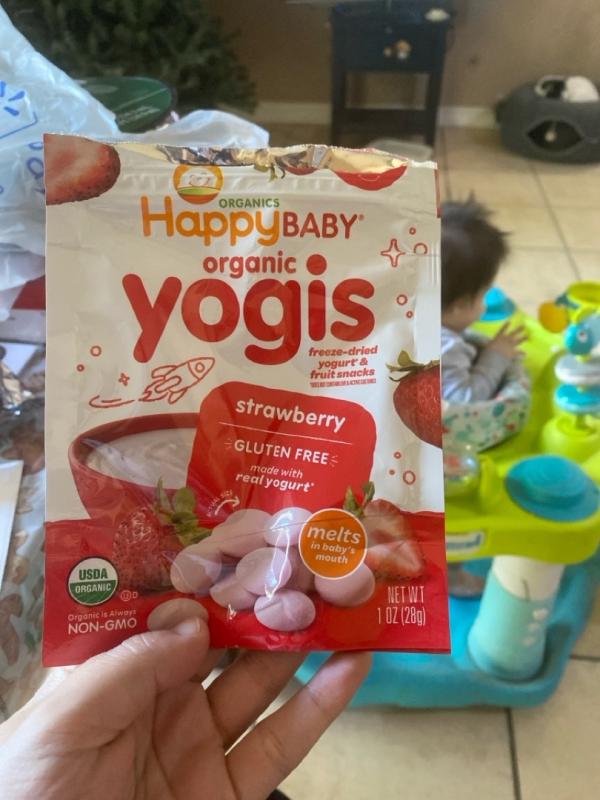 ORGANICS
HappyBABY®
organic
yogis
freeze-dried
yogurt* &
fruit snacks
strawberry
GLUTEN FREE
made with
real yogurt*
melts
in baby's
mouth
USDA
ORGANIC
U D
Organic is Always
NON-GMO
NET WT
1 OZ (28g)